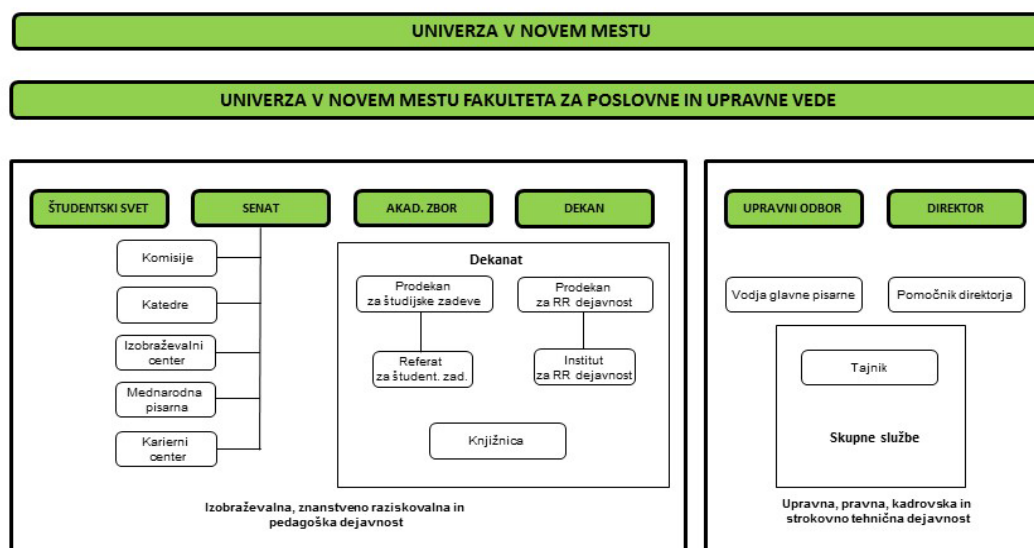 UNIVERZA V NOVEM MESTU
UNIVERZA V NOVEM MESTU FAKULTETA ZA POSLOVNE IN UPRAVNE VEDE
ŠTUDENTSKI SVET
SENAT
AKAD. ZBOR
DEKAN
Komisije
Katedre
Izobraževalni
center
Mednarodna
pisarna
Karierni
center
Dekanat
Prodekan
za študijske zadeve
Prodekan
za RR dejavnost
Referat
za študent. zad.
Institut
za RR dejavnost
Knjižnica
Izobraževalna, znanstveno raziskovalna in
pedagoška dejavnost
UPRAVNI ODBOR
DIREKTOR
Vodja glavne pisarne
Pomočnik direktorja
Tajnik
Skupne službe
Upravna, pravna, kadrovska in
strokovno tehnična dejavnost